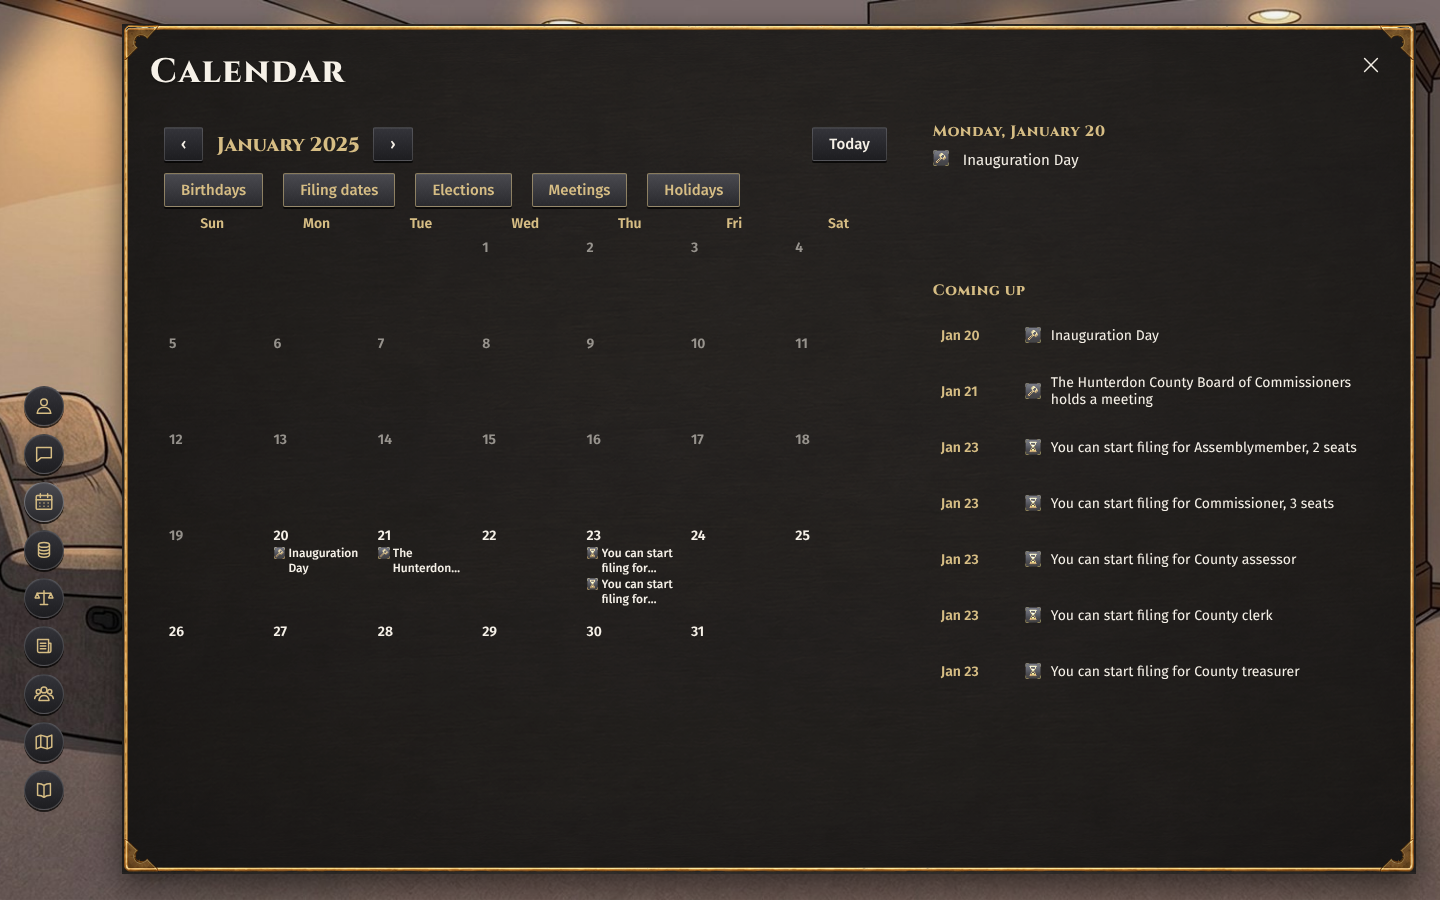 CALENDAR
‹ JANUARY 2025 › Today
Birthdays Filing dates Elections Meetings Holidays
Sun Mon Tue Wed Thu Fri Sat
1 2 3 4
5 6 7 8 9 10 11
12 13 14 15 16 17 18
19 20 21 22 23 24 25
Inauguration The You can start
Day Hunterdon... filing for...
You can start
filing for...
26 27 28 29 30 31
MONDAY, JANUARY 20
Inauguration Day
COMING UP
Jan 20 Inauguration Day
Jan 21 The Hunterdon County Board of Commissioners
holds a meeting
Jan 23 You can start filing for Assemblymember, 2 seats
Jan 23 You can start filing for Commissioner, 3 seats
Jan 23 You can start filing for County assessor
Jan 23 You can start filing for County clerk
Jan 23 You can start filing for County treasurer